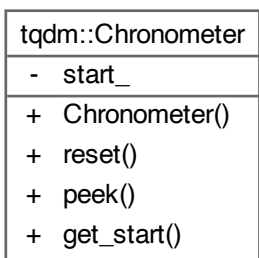 tqdm::Chronometer
- start_
+ Chronometer()
+ reset()
+ peek()
+ get_start()